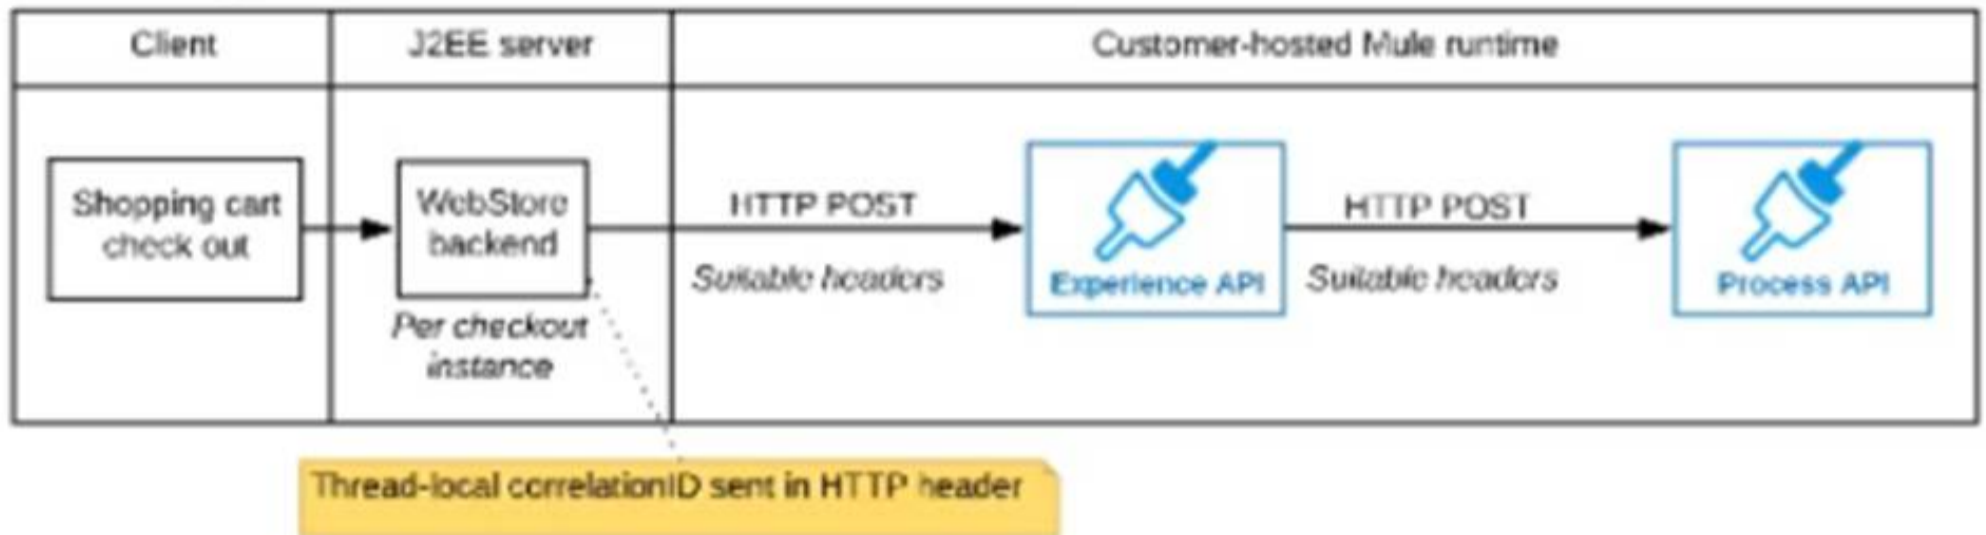 Client
J2EE server
Customer-hosted Mule runtime
Shopping cart
check out
WebStore
backend
Per checkout
instance
HTTP POST
Suitable headers
Experience API
HTTP POST
Suitable headers
Process API
Thread-local correlationID sent in HTTP header